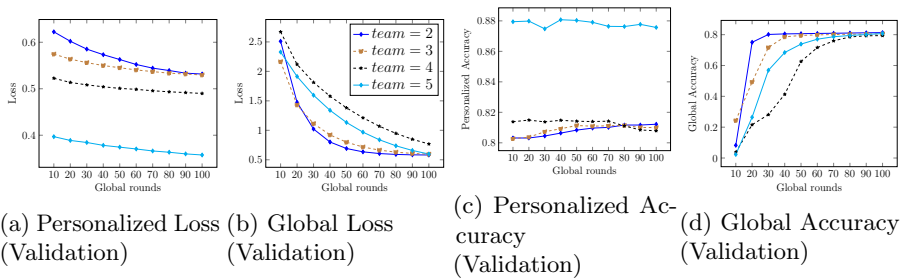 0.6
0.5
0.4
Loss
10 20 30 40 50 60 70 80 90 100
Global rounds
(a) Personalized Loss
(Validation)
2.5
2
1.5
1
0.5
Loss
team = 2
team = 3
team = 4
team = 5
10 20 30 40 50 60 70 80 90 100
Global rounds
(b) Global Loss
(Validation)
0.88
0.86
0.84
0.82
0.8
Personalized Accuracy
10 20 30 40 50 60 70 80 90 100
Global rounds
(c) Personalized Ac-
curacy
(Validation)
0.8
0.6
0.4
0.2
0
Global Accuracy
10 20 30 40 50 60 70 80 90 100
Global rounds
(d) Global Accuracy
(Validation)